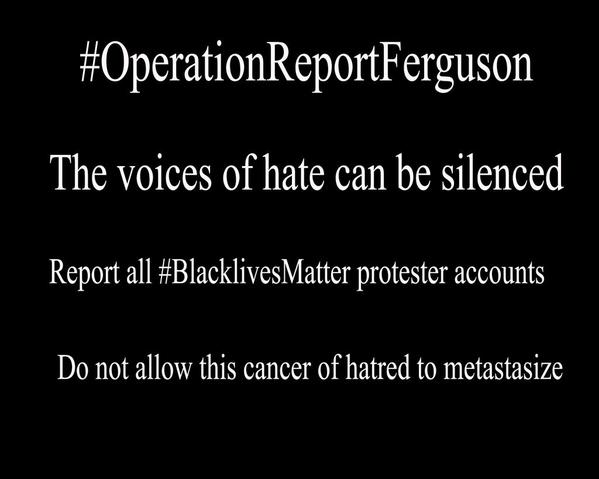 #OperationReportFerguson
The voices of hate can be silenced
Report all #BlacklivesMatter protester accounts
Do not allow this cancer of hatred to metastasize